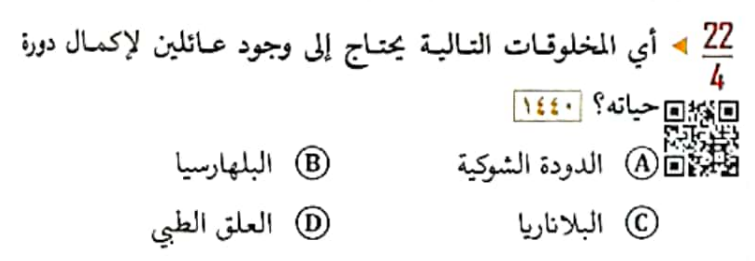 22/4 ◄ أي المخلوقات التالية يحتاج إلى وجود عائلين لإكمال دورة
حياته؟ ١٤٤٠
A الدودة الشوكية B البلهارسيا
C البلاناريا D العلق الطبي